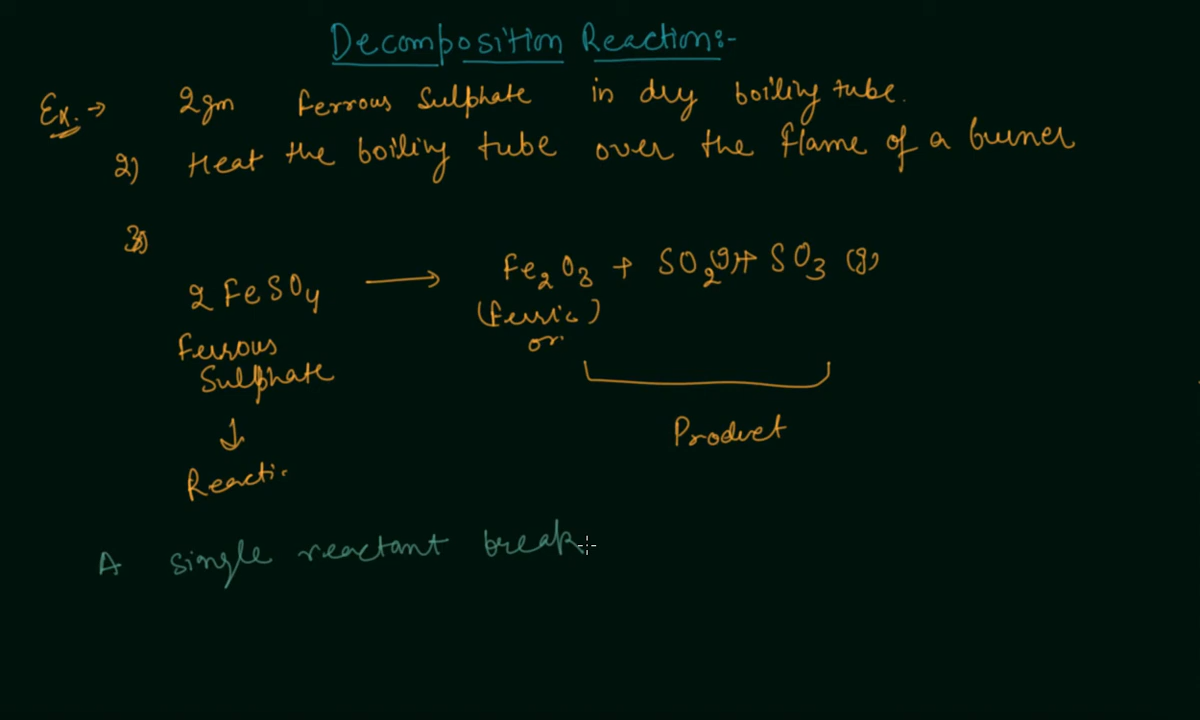 Decomposition Reaction:-
Ex. → 2gm ferrous Sulphate in dry boiling tube.
2) Heat the boiling tube over the flame of a burner
3)
2 FeSO4 → Fe2O3 + SO2(g)+ SO3 (g)
(ferric)
or
Ferrous
Sulphate
↓
Reacti
Product
A single reactant break